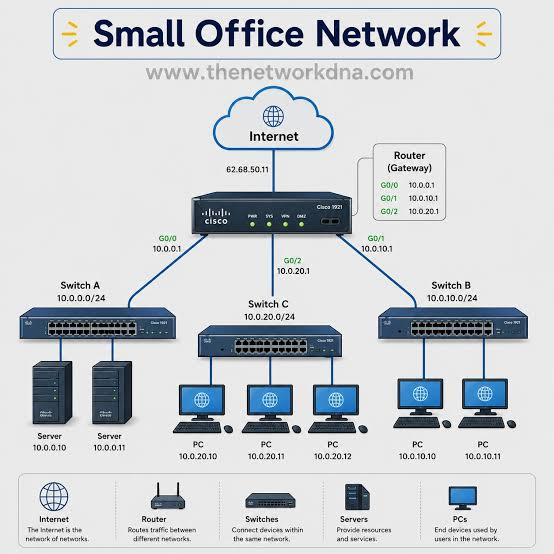 Small Office Network
www.thenetworkdna.com
Internet
62.68.50.11
Router
(Gateway)
G0/0 10.0.0.1
G0/1 10.0.10.1
G0/2 10.0.20.1
Cisco 1921
CISCO
PWR SYS VPN DMZ
G0/0
10.0.0.1
G0/2
10.0.20.1
G0/1
10.0.10.1
Switch A
10.0.0.0/24
Switch C
10.0.20.0/24
Switch B
10.0.10.0/24
Cisco 1921
Cisco 1921
Cisco 1921
Server
10.0.0.10
Server
10.0.0.11
PC
10.0.20.10
PC
10.0.20.11
PC
10.0.20.12
PC
10.0.10.10
PC
10.0.10.11
Internet
The Internet is the
network of networks.
Router
Routes traffic between
different networks.
Switches
Connect devices within
the same network.
Servers
Provide resources
and services.
PCs
End devices used by
users in the network.